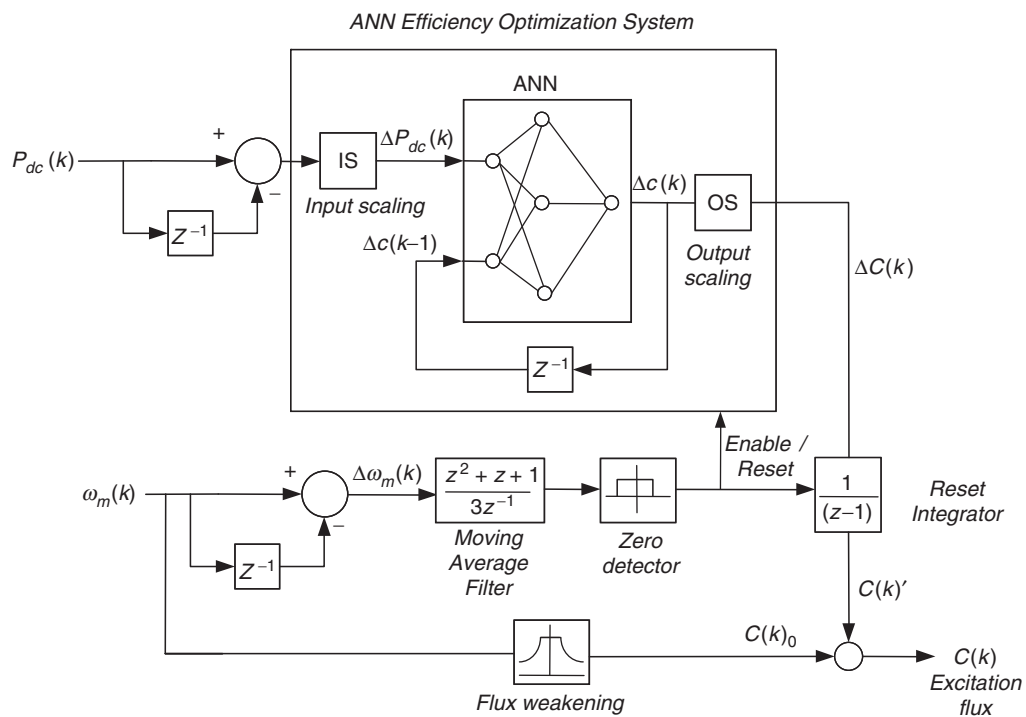 ANN Efficiency Optimization System
ANN
P_dc(k)
+
−
Z⁻¹
IS
Input scaling
ΔP_dc(k)
Δc(k−1)
Δc(k)
OS
Output
scaling
Z⁻¹
ΔC(k)
Enable /
Reset
ω_m(k)
+
−
Z⁻¹
Δω_m(k)
z² + z + 1
3z⁻¹
Moving
Average
Filter
Zero
detector
1
(z−1)
Reset
Integrator
C(k)′
C(k)₀
Flux weakening
C(k)
Excitation
flux